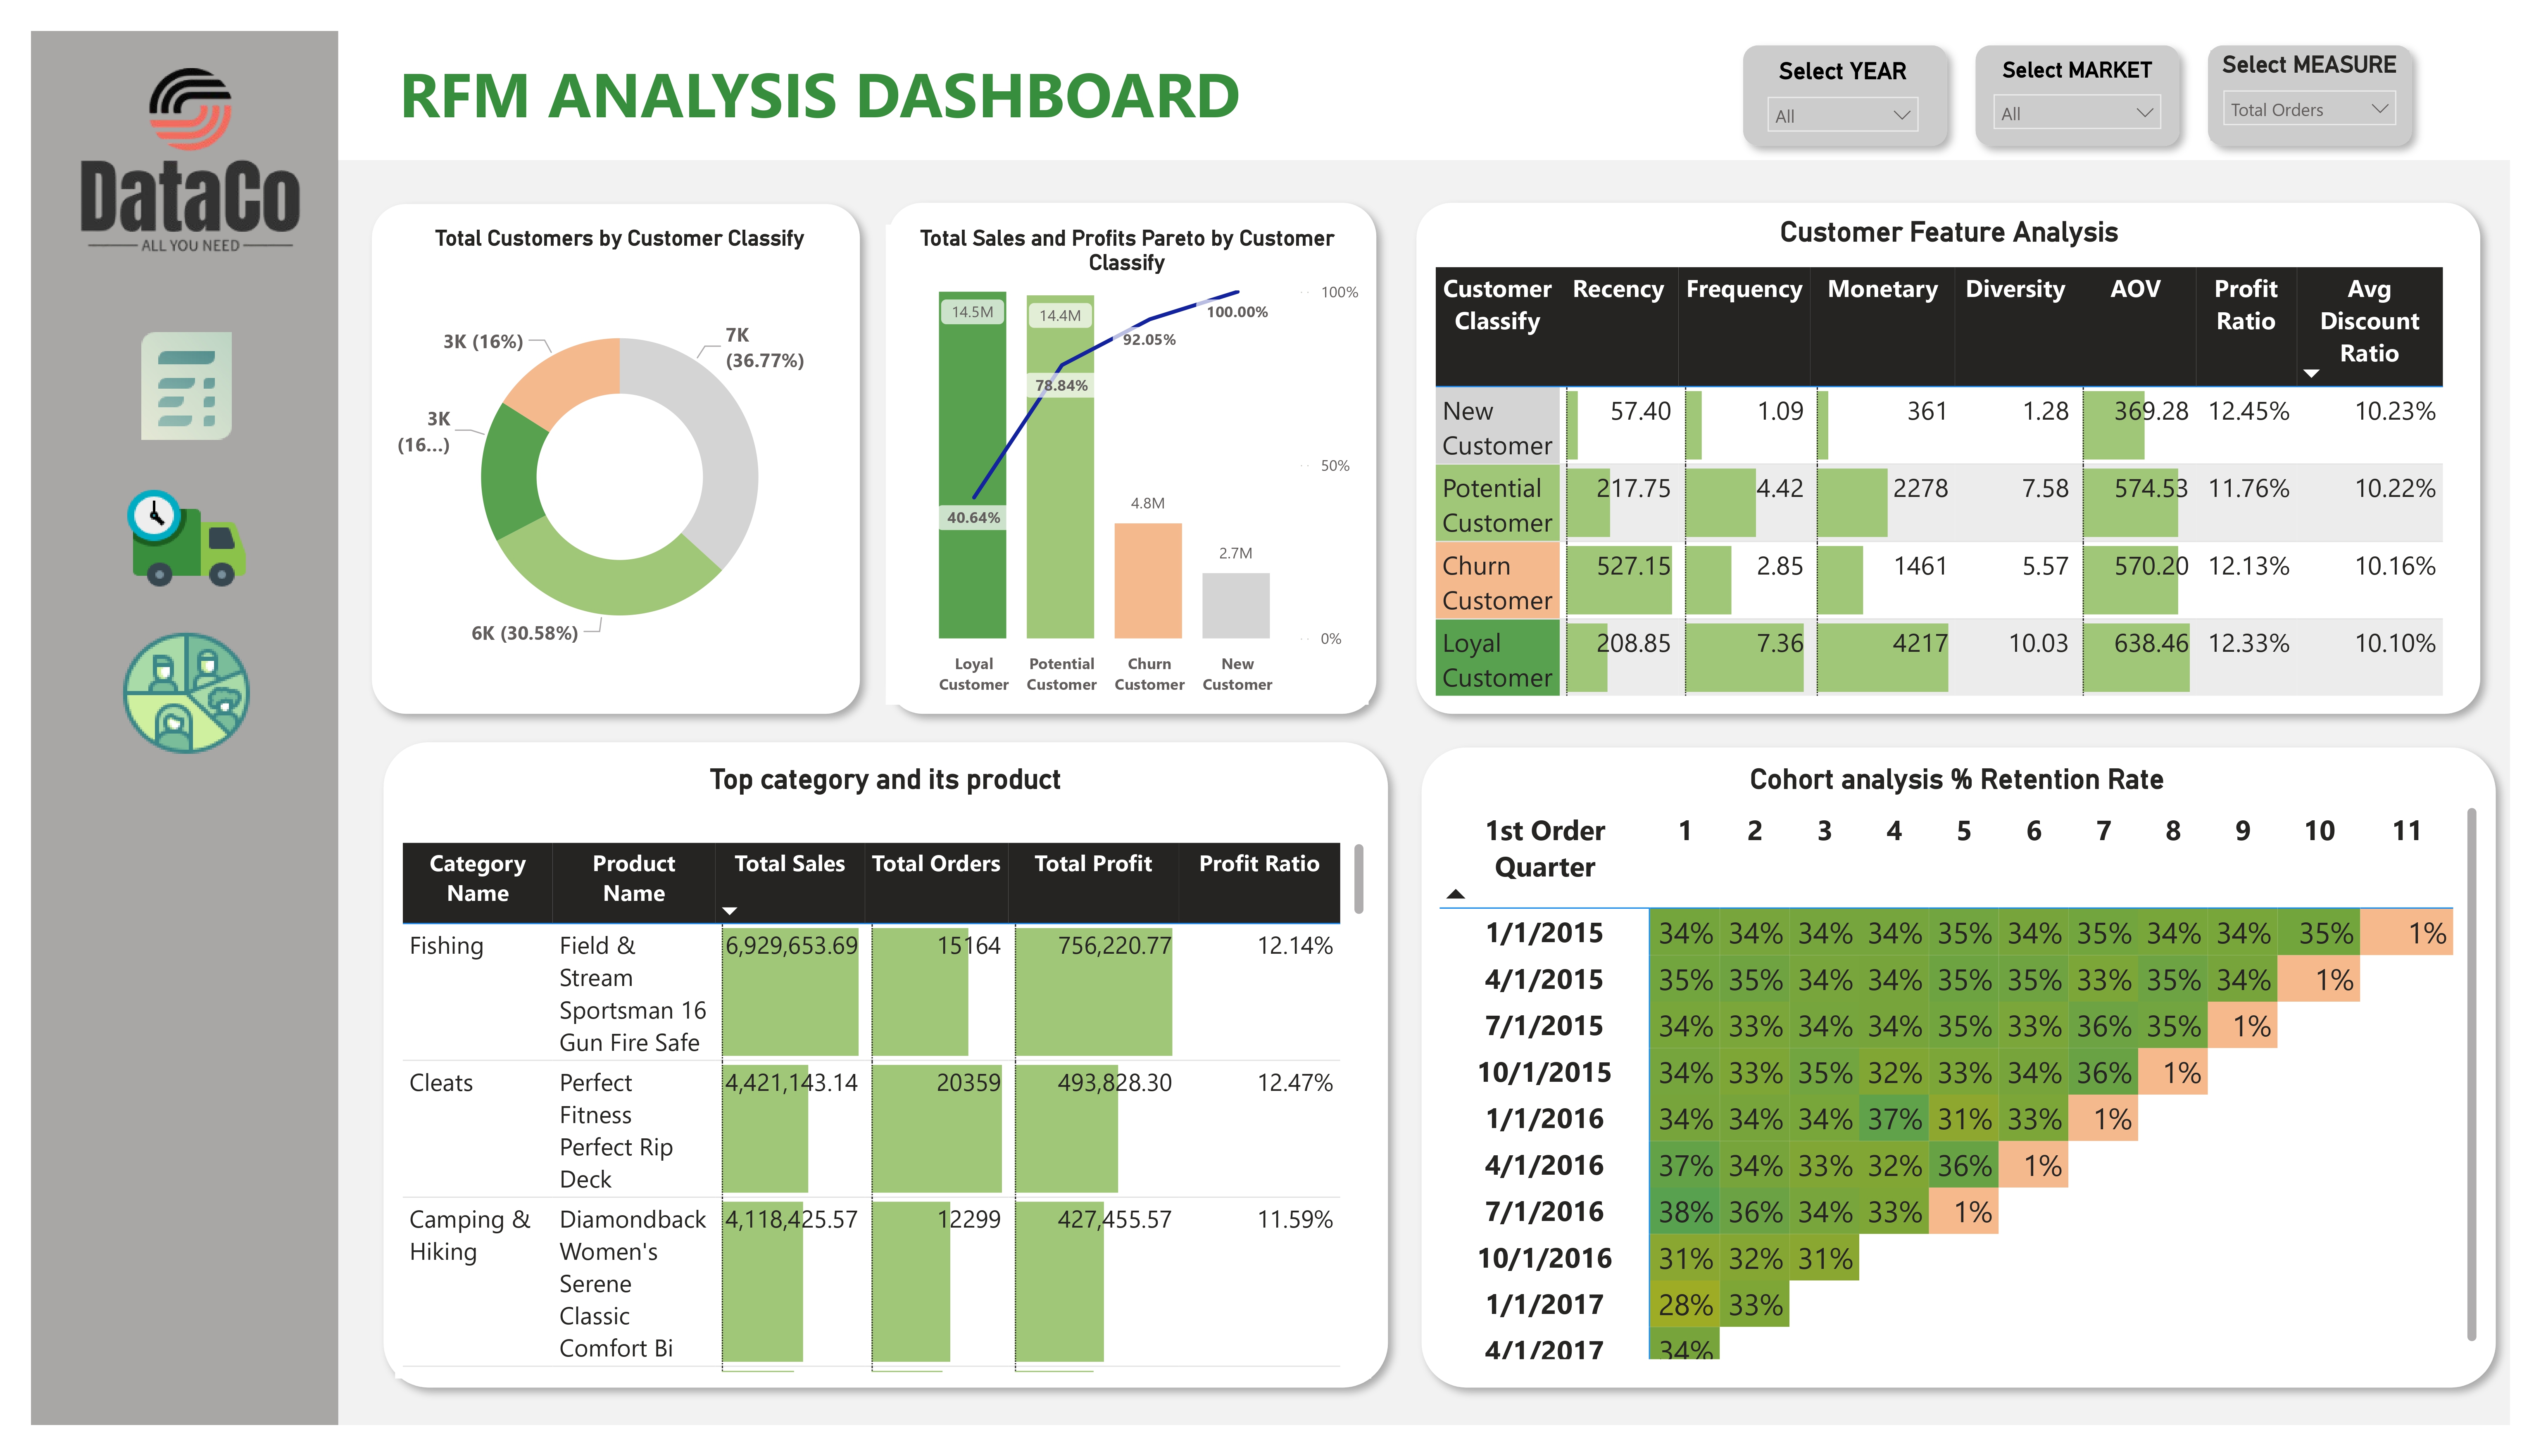 DataCo
ALL YOU NEED
RFM ANALYSIS DASHBOARD
Select YEAR
All
Select MARKET
All
Select MEASURE
Total Orders
Total Customers by Customer Classify
3K (16%)
7K
(36.77%)
3K
(16...)
6K (30.58%)
Total Sales and Profits Pareto by Customer
Classify
14.5M
14.4M
100%
100.00%
92.05%
78.84%
50%
4.8M
40.64%
2.7M
0%
Loyal
Customer
Potential
Customer
Churn
Customer
New
Customer
Customer Feature Analysis
Customer Classify Recency Frequency Monetary Diversity AOV Profit Ratio Avg Discount Ratio
New Customer 57.40 1.09 361 1.28 369.28 12.45% 10.23%
Potential Customer 217.75 4.42 2278 7.58 574.53 11.76% 10.22%
Churn Customer 527.15 2.85 1461 5.57 570.20 12.13% 10.16%
Loyal Customer 208.85 7.36 4217 10.03 638.46 12.33% 10.10%
Top category and its product
Category Name Product Name Total Sales Total Orders Total Profit Profit Ratio
Fishing Field & 6,929,653.69 15164 756,220.77 12.14%
Stream
Sportsman 16
Gun Fire Safe
Cleats Perfect 4,421,143.14 20359 493,828.30 12.47%
Fitness
Perfect Rip
Deck
Camping & Diamondback 4,118,425.57 12299 427,455.57 11.59%
Hiking Women's
Serene
Classic
Comfort Bi
Cohort analysis % Retention Rate
1st Order Quarter 1 2 3 4 5 6 7 8 9 10 11
1/1/2015 34% 34% 34% 34% 35% 34% 35% 34% 34% 35% 1%
4/1/2015 35% 35% 34% 34% 35% 35% 33% 35% 34% 1%
7/1/2015 34% 33% 34% 34% 35% 33% 36% 35% 1%
10/1/2015 34% 33% 35% 32% 33% 34% 36% 1%
1/1/2016 34% 34% 34% 37% 31% 33% 1%
4/1/2016 37% 34% 33% 32% 36% 1%
7/1/2016 38% 36% 34% 33% 1%
10/1/2016 31% 32% 31%
1/1/2017 28% 33%
4/1/2017 34%